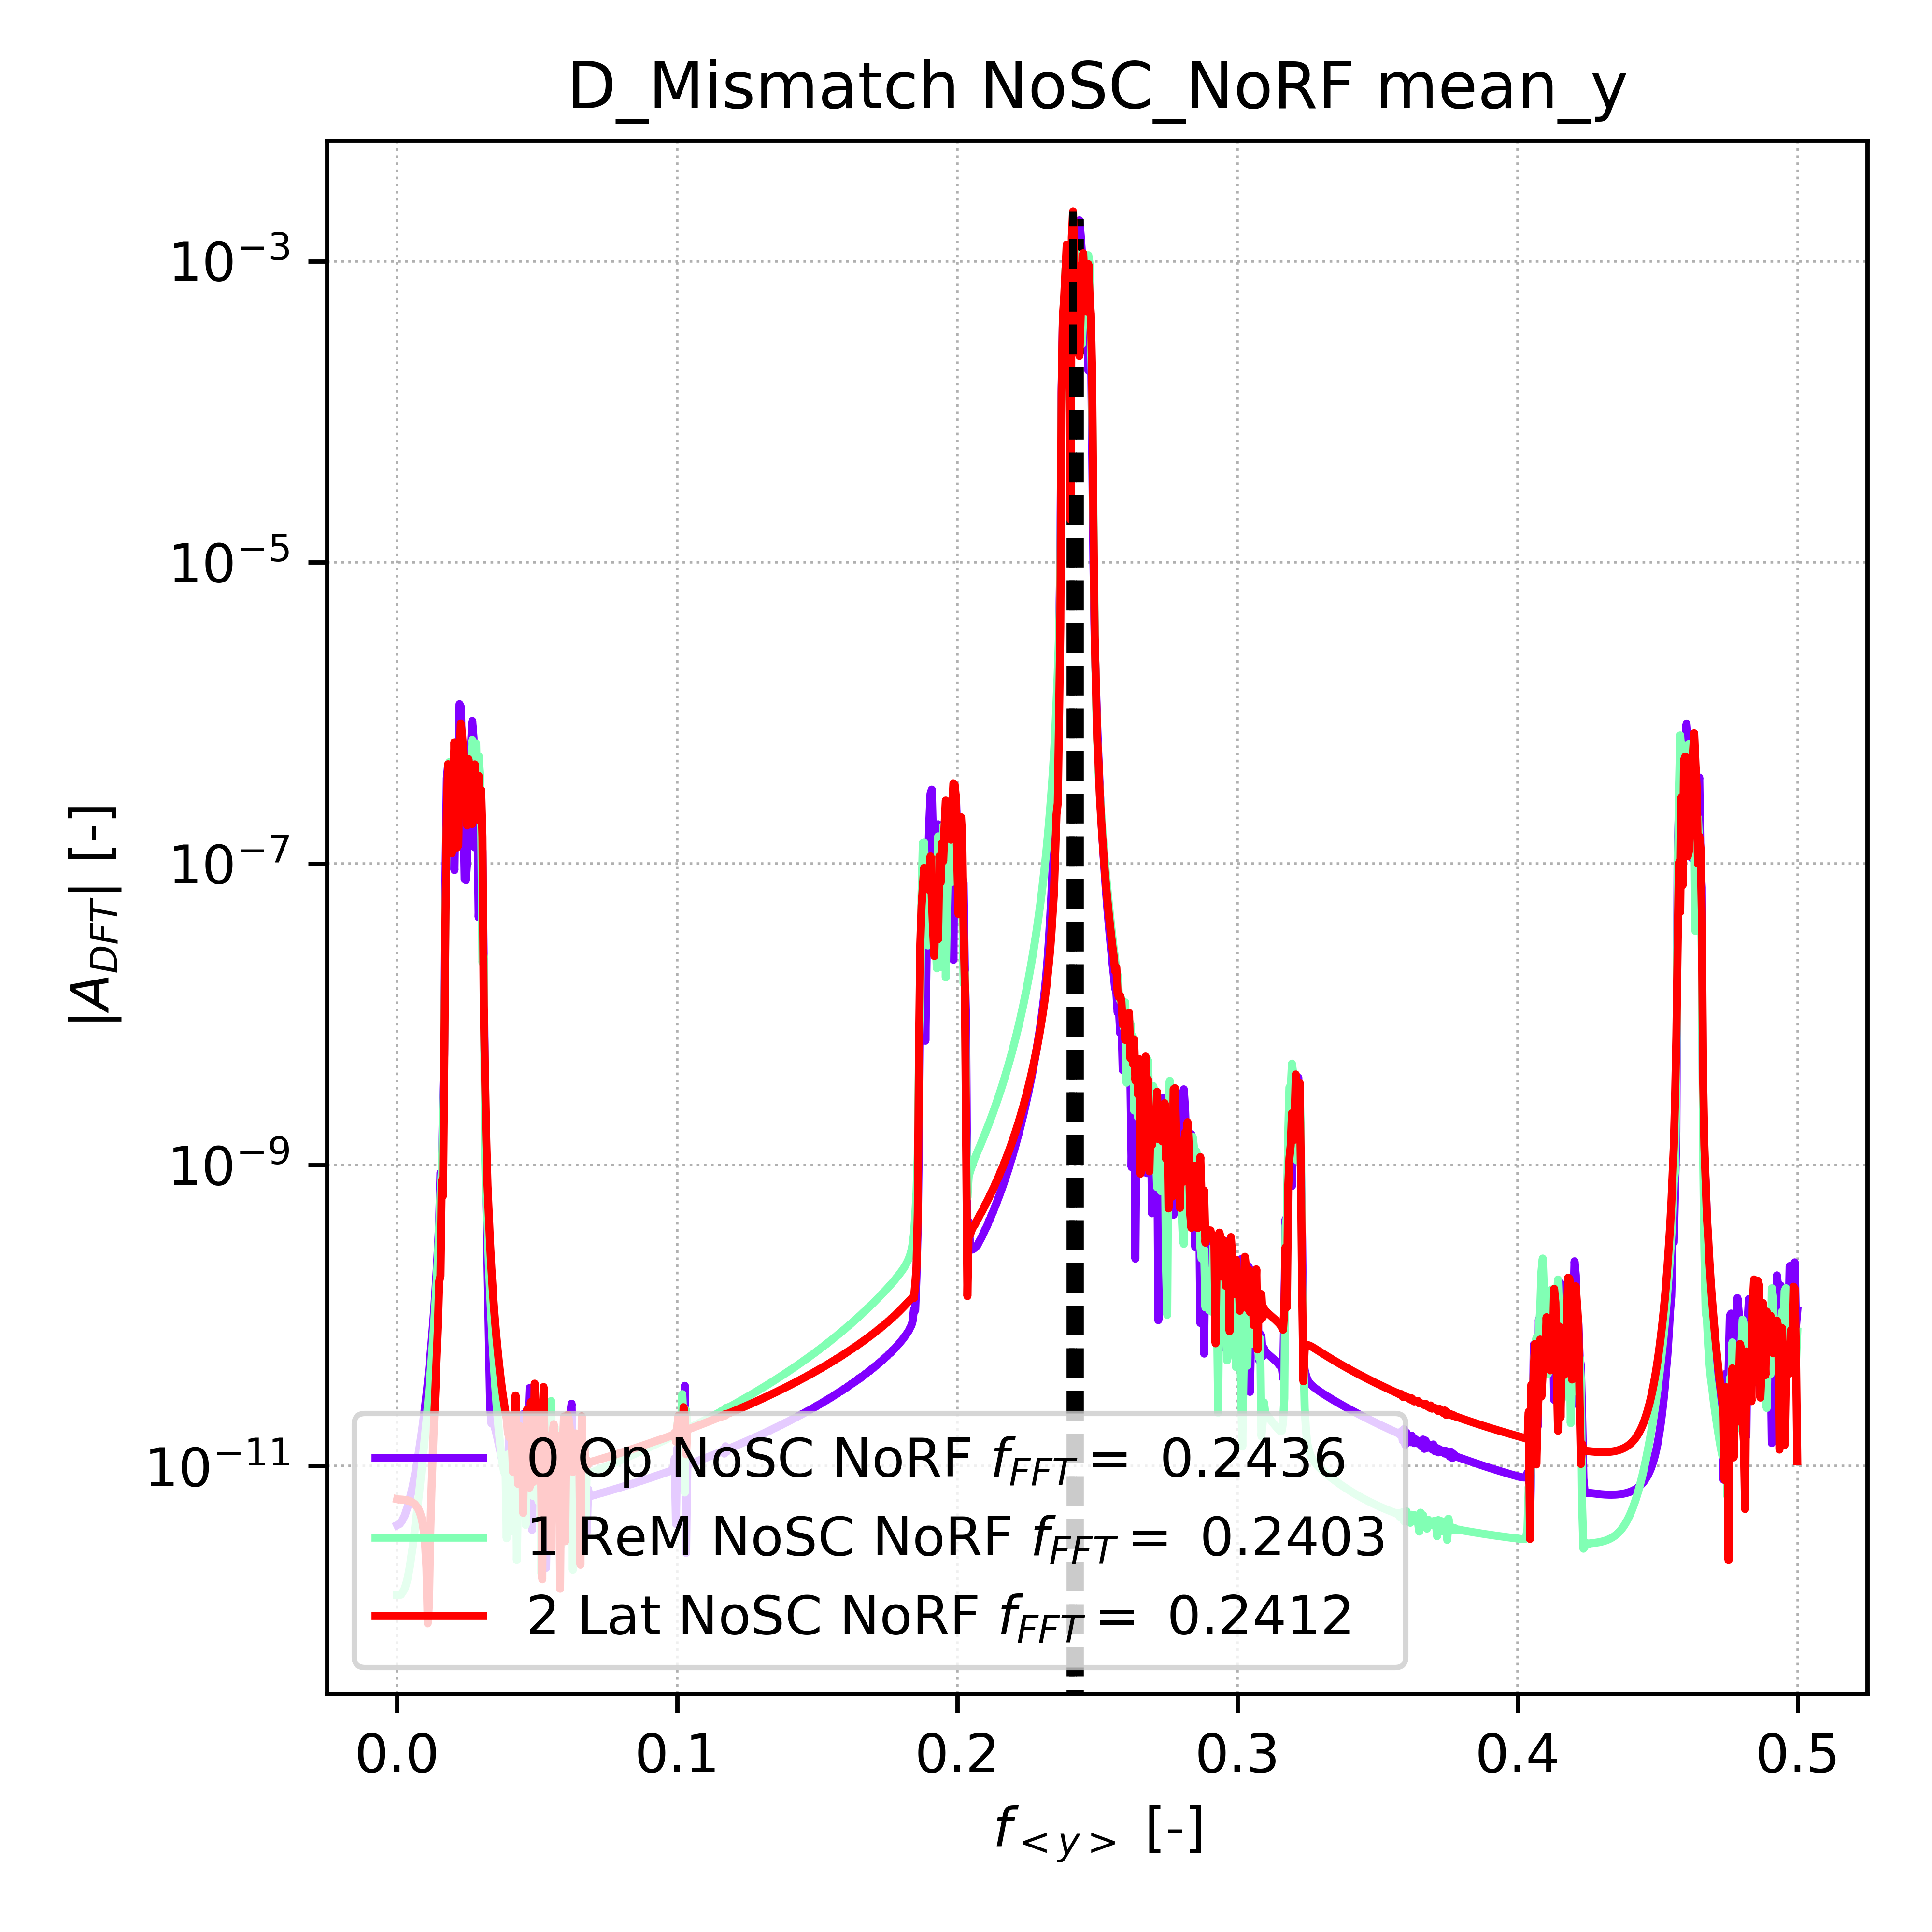 D_Mismatch NoSC_NoRF mean_y
|A_DFT| [-]
10⁻³
10⁻⁵
10⁻⁷
10⁻⁹
10⁻¹¹
0 Op NoSC NoRF f_FFT = 0.2436
1 ReM NoSC NoRF f_FFT = 0.2403
2 Lat NoSC NoRF f_FFT = 0.2412
0.0 0.1 0.2 0.3 0.4 0.5
f_<y> [-]